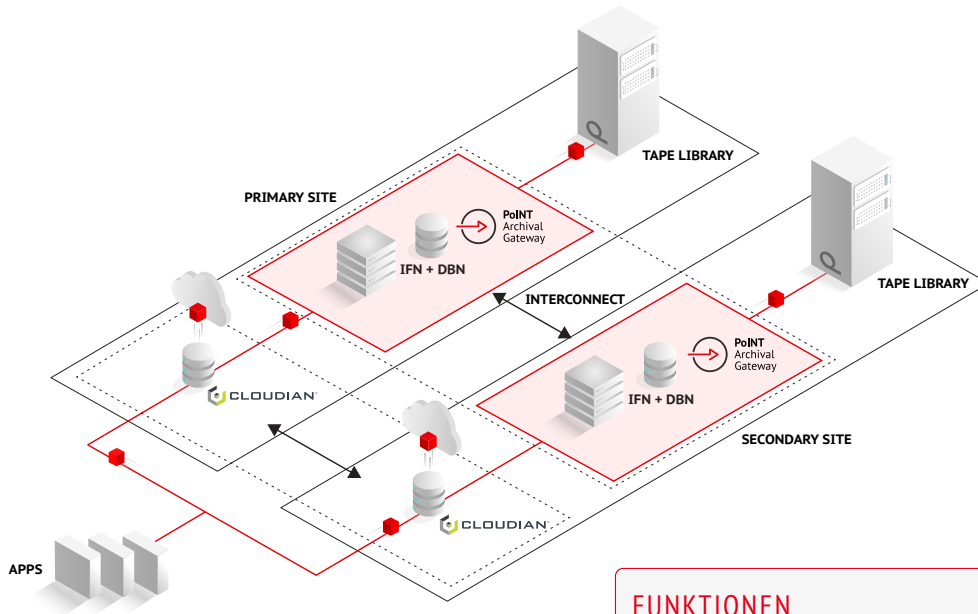 TAPE LIBRARY
PRIMARY SITE
PoINT
Archival
Gateway
IFN + DBN
TAPE LIBRARY
INTERCONNECT
PoINT
Archival
Gateway
IFN + DBN
CLOUDIAN
SECONDARY SITE
CLOUDIAN
APPS
FUNKTIONEN